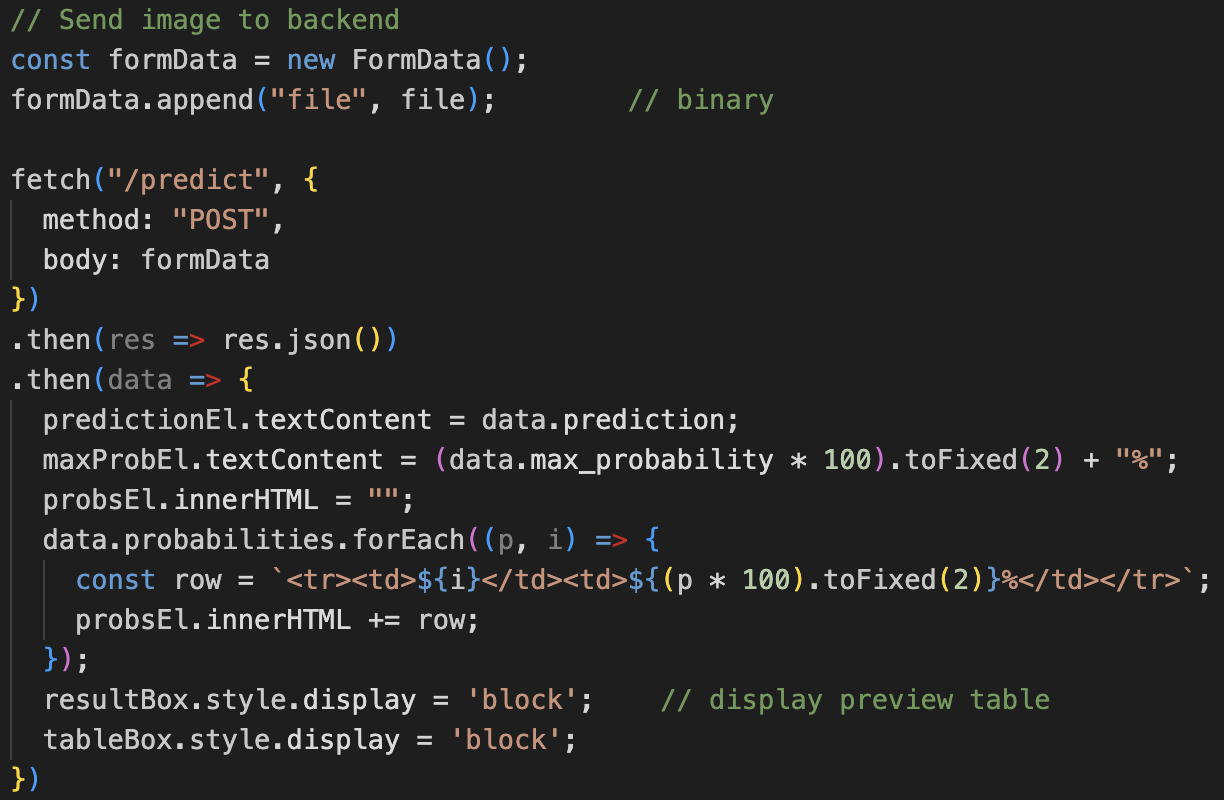 // Send image to backend
const formData = new FormData();
formData.append("file", file);        // binary
fetch("/predict", {
  method: "POST",
  body: formData
})
.then(res => res.json())
.then(data => {
  predictionEl.textContent = data.prediction;
  maxProbEl.textContent = (data.max_probability * 100).toFixed(2) + "%";
  probsEl.innerHTML = "";
  data.probabilities.forEach((p, i) => {
    const row = `<tr><td>${i}</td><td>${(p * 100).toFixed(2)}%</td></tr>`;
    probsEl.innerHTML += row;
  });
  resultBox.style.display = 'block';    // display preview table
  tableBox.style.display = 'block';
})